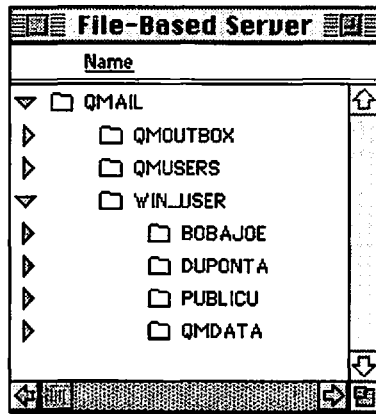 File-Based Server
Name
QMAIL
QMOUTBOX
QMUSERS
WIN_USER
BOBAJOE
DUPONTA
PUBLICU
QMDATA